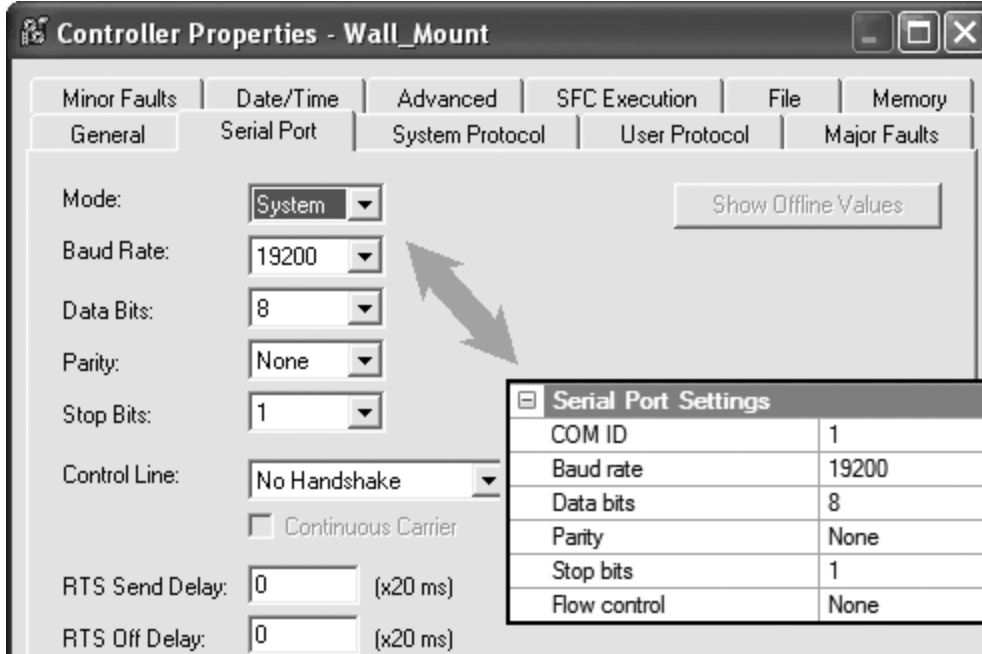 Controller Properties - Wall_Mount
Minor Faults Date/Time Advanced SFC Execution File Memory
General Serial Port System Protocol User Protocol Major Faults
Mode: System Show Offline Values
Baud Rate: 19200
Data Bits: 8
Parity: None
Stop Bits: 1
Control Line: No Handshake
Continuous Carrier
RTS Send Delay: 0 (x20 ms)
RTS Off Delay: 0 (x20 ms)
Serial Port Settings
COM ID 1
Baud rate 19200
Data bits 8
Parity None
Stop bits 1
Flow control None